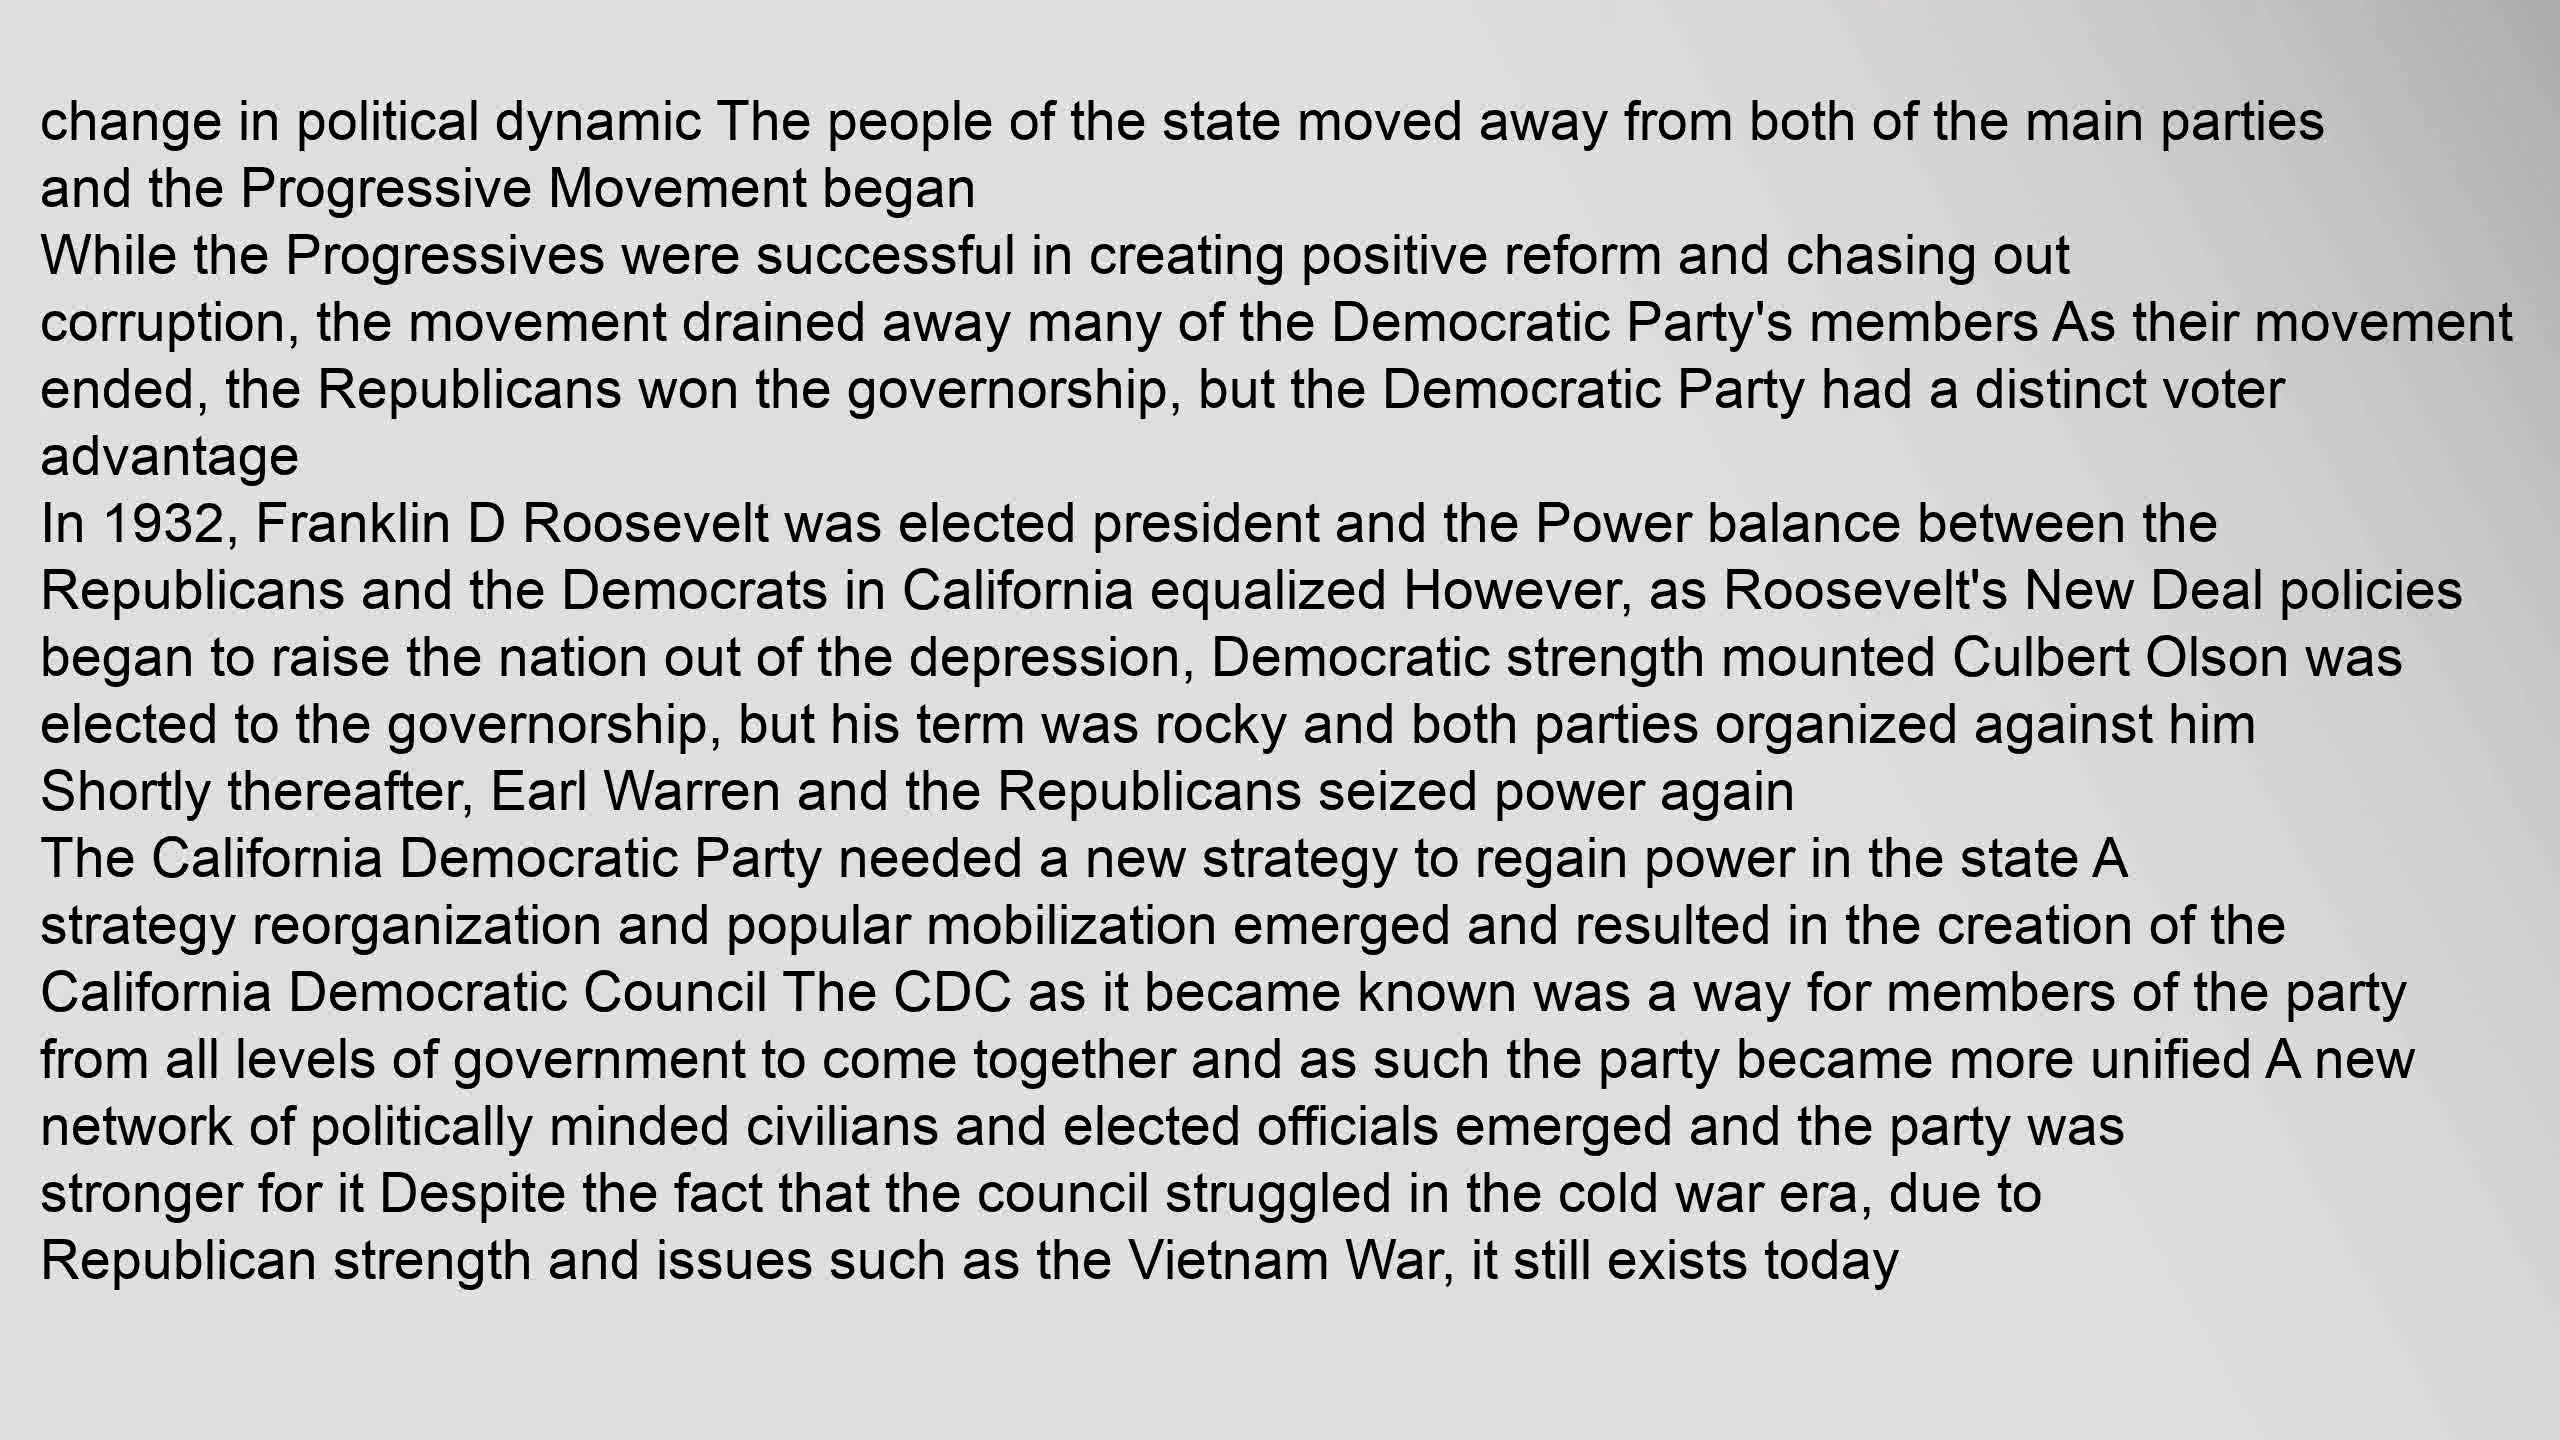 change in political dynamic The people of the state moved away from both of the main parties
and the Progressive Movement began
While the Progressives were successful in creating positive reform and chasing out
corruption, the movement drained away many of the Democratic Party's members As their movement
ended, the Republicans won the governorship, but the Democratic Party had a distinct voter
advantage
In 1932, Franklin D Roosevelt was elected president and the Power balance between the
Republicans and the Democrats in California equalized However, as Roosevelt's New Deal policies
began to raise the nation out of the depression, Democratic strength mounted Culbert Olson was
elected to the governorship, but his term was rocky and both parties organized against him
Shortly thereafter, Earl Warren and the Republicans seized power again
The California Democratic Party needed a new strategy to regain power in the state A
strategy reorganization and popular mobilization emerged and resulted in the creation of the
California Democratic Council The CDC as it became known was a way for members of the party
from all levels of government to come together and as such the party became more unified A new
network of politically minded civilians and elected officials emerged and the party was
stronger for it Despite the fact that the council struggled in the cold war era, due to
Republican strength and issues such as the Vietnam War, it still exists today